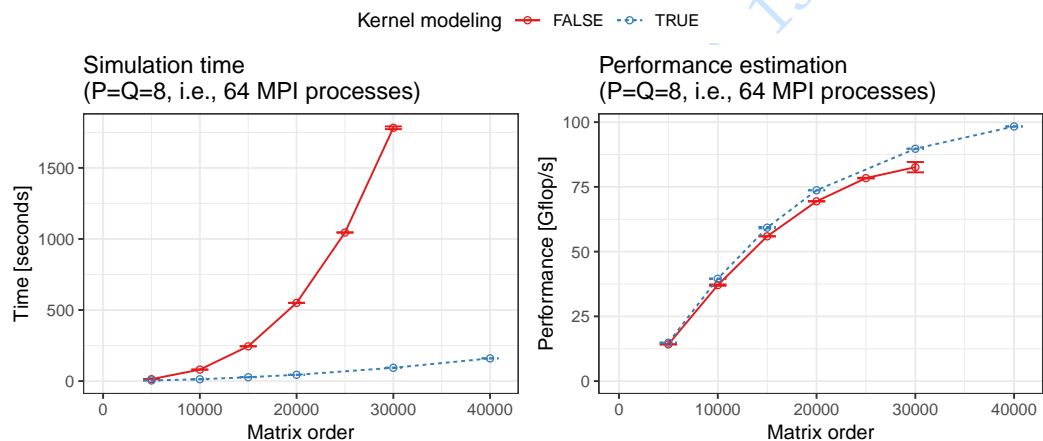 Kernel modeling FALSE TRUE
Simulation time
(P=Q=8, i.e., 64 MPI processes)
Time [seconds]
1500
1000
500
0
0 10000 20000 30000 40000
Matrix order
Performance estimation
(P=Q=8, i.e., 64 MPI processes)
Performance [Gflop/s]
100
75
50
25
0
0 10000 20000 30000 40000
Matrix order